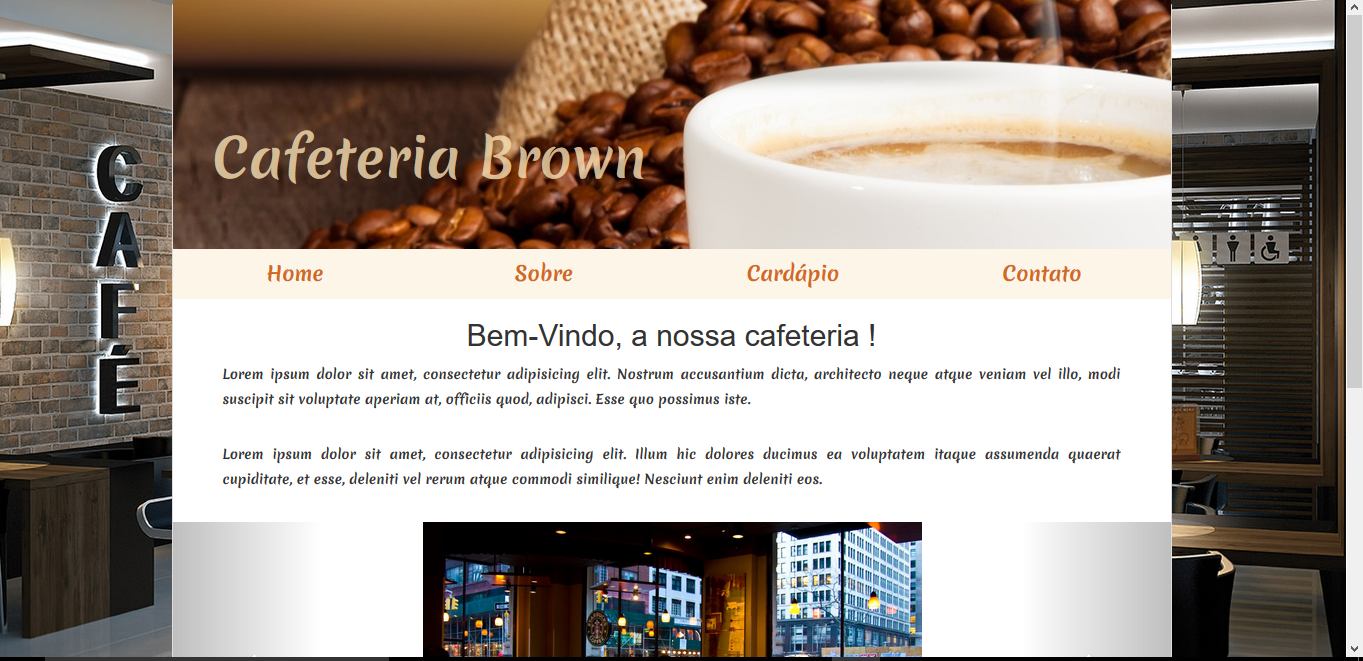 CAFÉ
Cafeteria Brown
Home Sobre Cardápio Contato
Bem-Vindo, a nossa cafeteria !
Lorem ipsum dolor sit amet, consectetur adipisicing elit. Nostrum accusantium dicta, architecto neque atque veniam vel illo, modi
suscipit sit voluptate aperiam at, officiis quod, adipisci. Esse quo possimus iste.
Lorem ipsum dolor sit amet, consectetur adipisicing elit. Illum hic dolores ducimus ea voluptatem itaque assumenda quaerat
cupiditate, et esse, deleniti vel rerum atque commodi similique! Nesciunt enim deleniti eos.